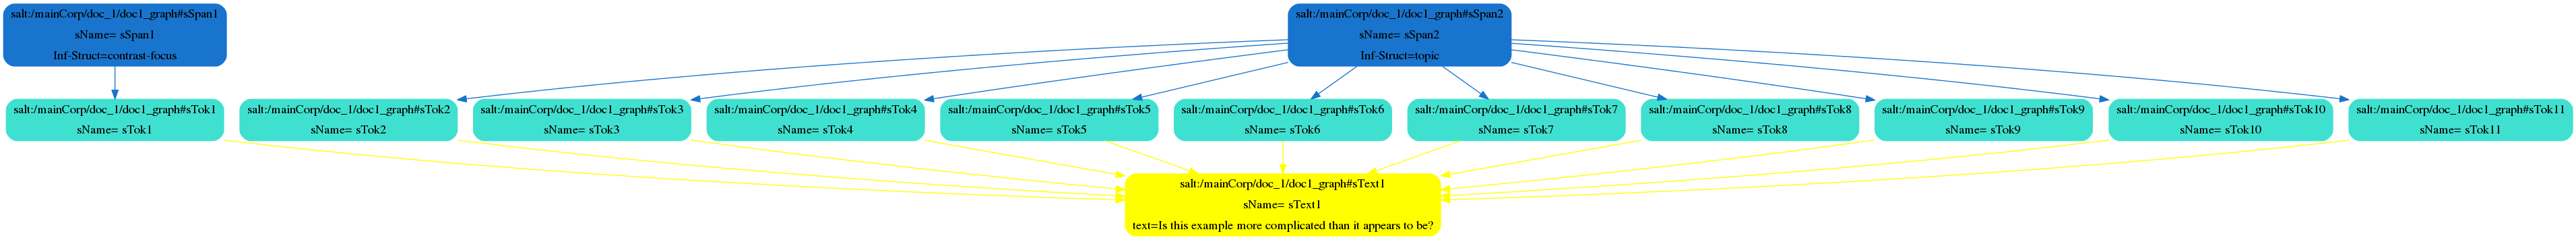 salt:/mainCorp/doc_1/doc1_graph#sSpan1
sName= sSpan1
Inf-Struct=contrast-focus
salt:/mainCorp/doc_1/doc1_graph#sSpan2
sName= sSpan2
Inf-Struct=topic
salt:/mainCorp/doc_1/doc1_graph#sTok1
sName= sTok1
salt:/mainCorp/doc_1/doc1_graph#sTok2
sName= sTok2
salt:/mainCorp/doc_1/doc1_graph#sTok3
sName= sTok3
salt:/mainCorp/doc_1/doc1_graph#sTok4
sName= sTok4
salt:/mainCorp/doc_1/doc1_graph#sTok5
sName= sTok5
salt:/mainCorp/doc_1/doc1_graph#sTok6
sName= sTok6
salt:/mainCorp/doc_1/doc1_graph#sTok7
sName= sTok7
salt:/mainCorp/doc_1/doc1_graph#sTok8
sName= sTok8
salt:/mainCorp/doc_1/doc1_graph#sTok9
sName= sTok9
salt:/mainCorp/doc_1/doc1_graph#sTok10
sName= sTok10
salt:/mainCorp/doc_1/doc1_graph#sTok11
sName= sTok11
salt:/mainCorp/doc_1/doc1_graph#sText1
sName= sText1
text=Is this example more complicated than it appears to be?